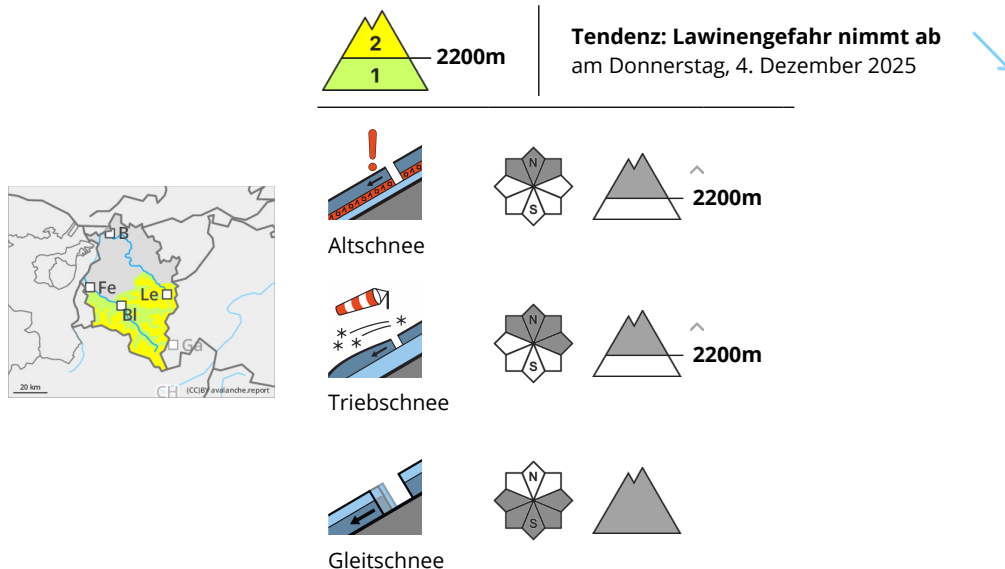 2
1
2200m
Tendenz: Lawinengefahr nimmt ab
am Donnerstag, 4. Dezember 2025
B
Fe
Le
Bl
Ga
CH
20 km
(CC)BY avalanche.report
N
S
2200m
Altschnee
N
S
2200m
Triebschnee
N
S
Gleitschnee